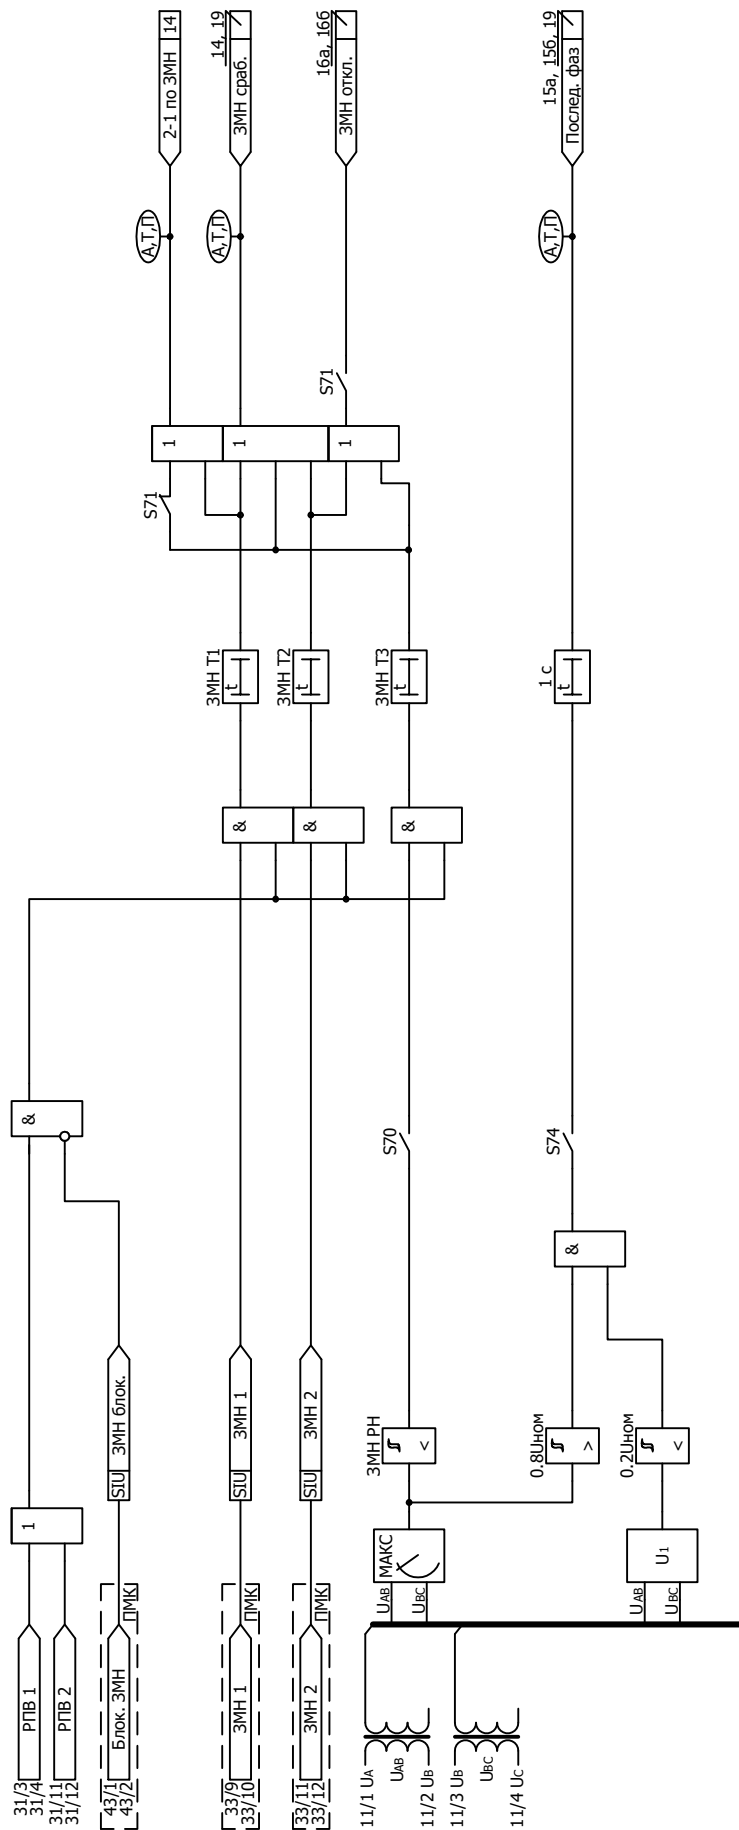 31/3
31/4
РПВ 1
31/11
31/12
РПВ 2
1
&
43/1
43/2
Блок. ЗМН
ПМК
SIU
ЗМН блок.
33/9
33/10
ЗМН 1
ПМК
SIU
ЗМН 1
33/11
33/12
ЗМН 2
ПМК
SIU
ЗМН 2
&
&
&
ЗМН Т1
t
ЗМН Т2
t
ЗМН Т3
t
S71
1
1
1
S71
А,Т,П
2-1 по ЗМН
14
А,Т,П
14, 19
ЗМН сраб.
16а, 16б
ЗМН откл.
11/1 UA
UAB
11/2 UB
11/3 UB
UBC
11/4 UC
UAB
UBC
МАКС
ЗМН РН
<
S70
0.8Uном
>
UAB
UBC
U1
0.2Uном
<
&
S74
1 с
t
А,Т,П
15а, 15б, 19
Послед. фаз